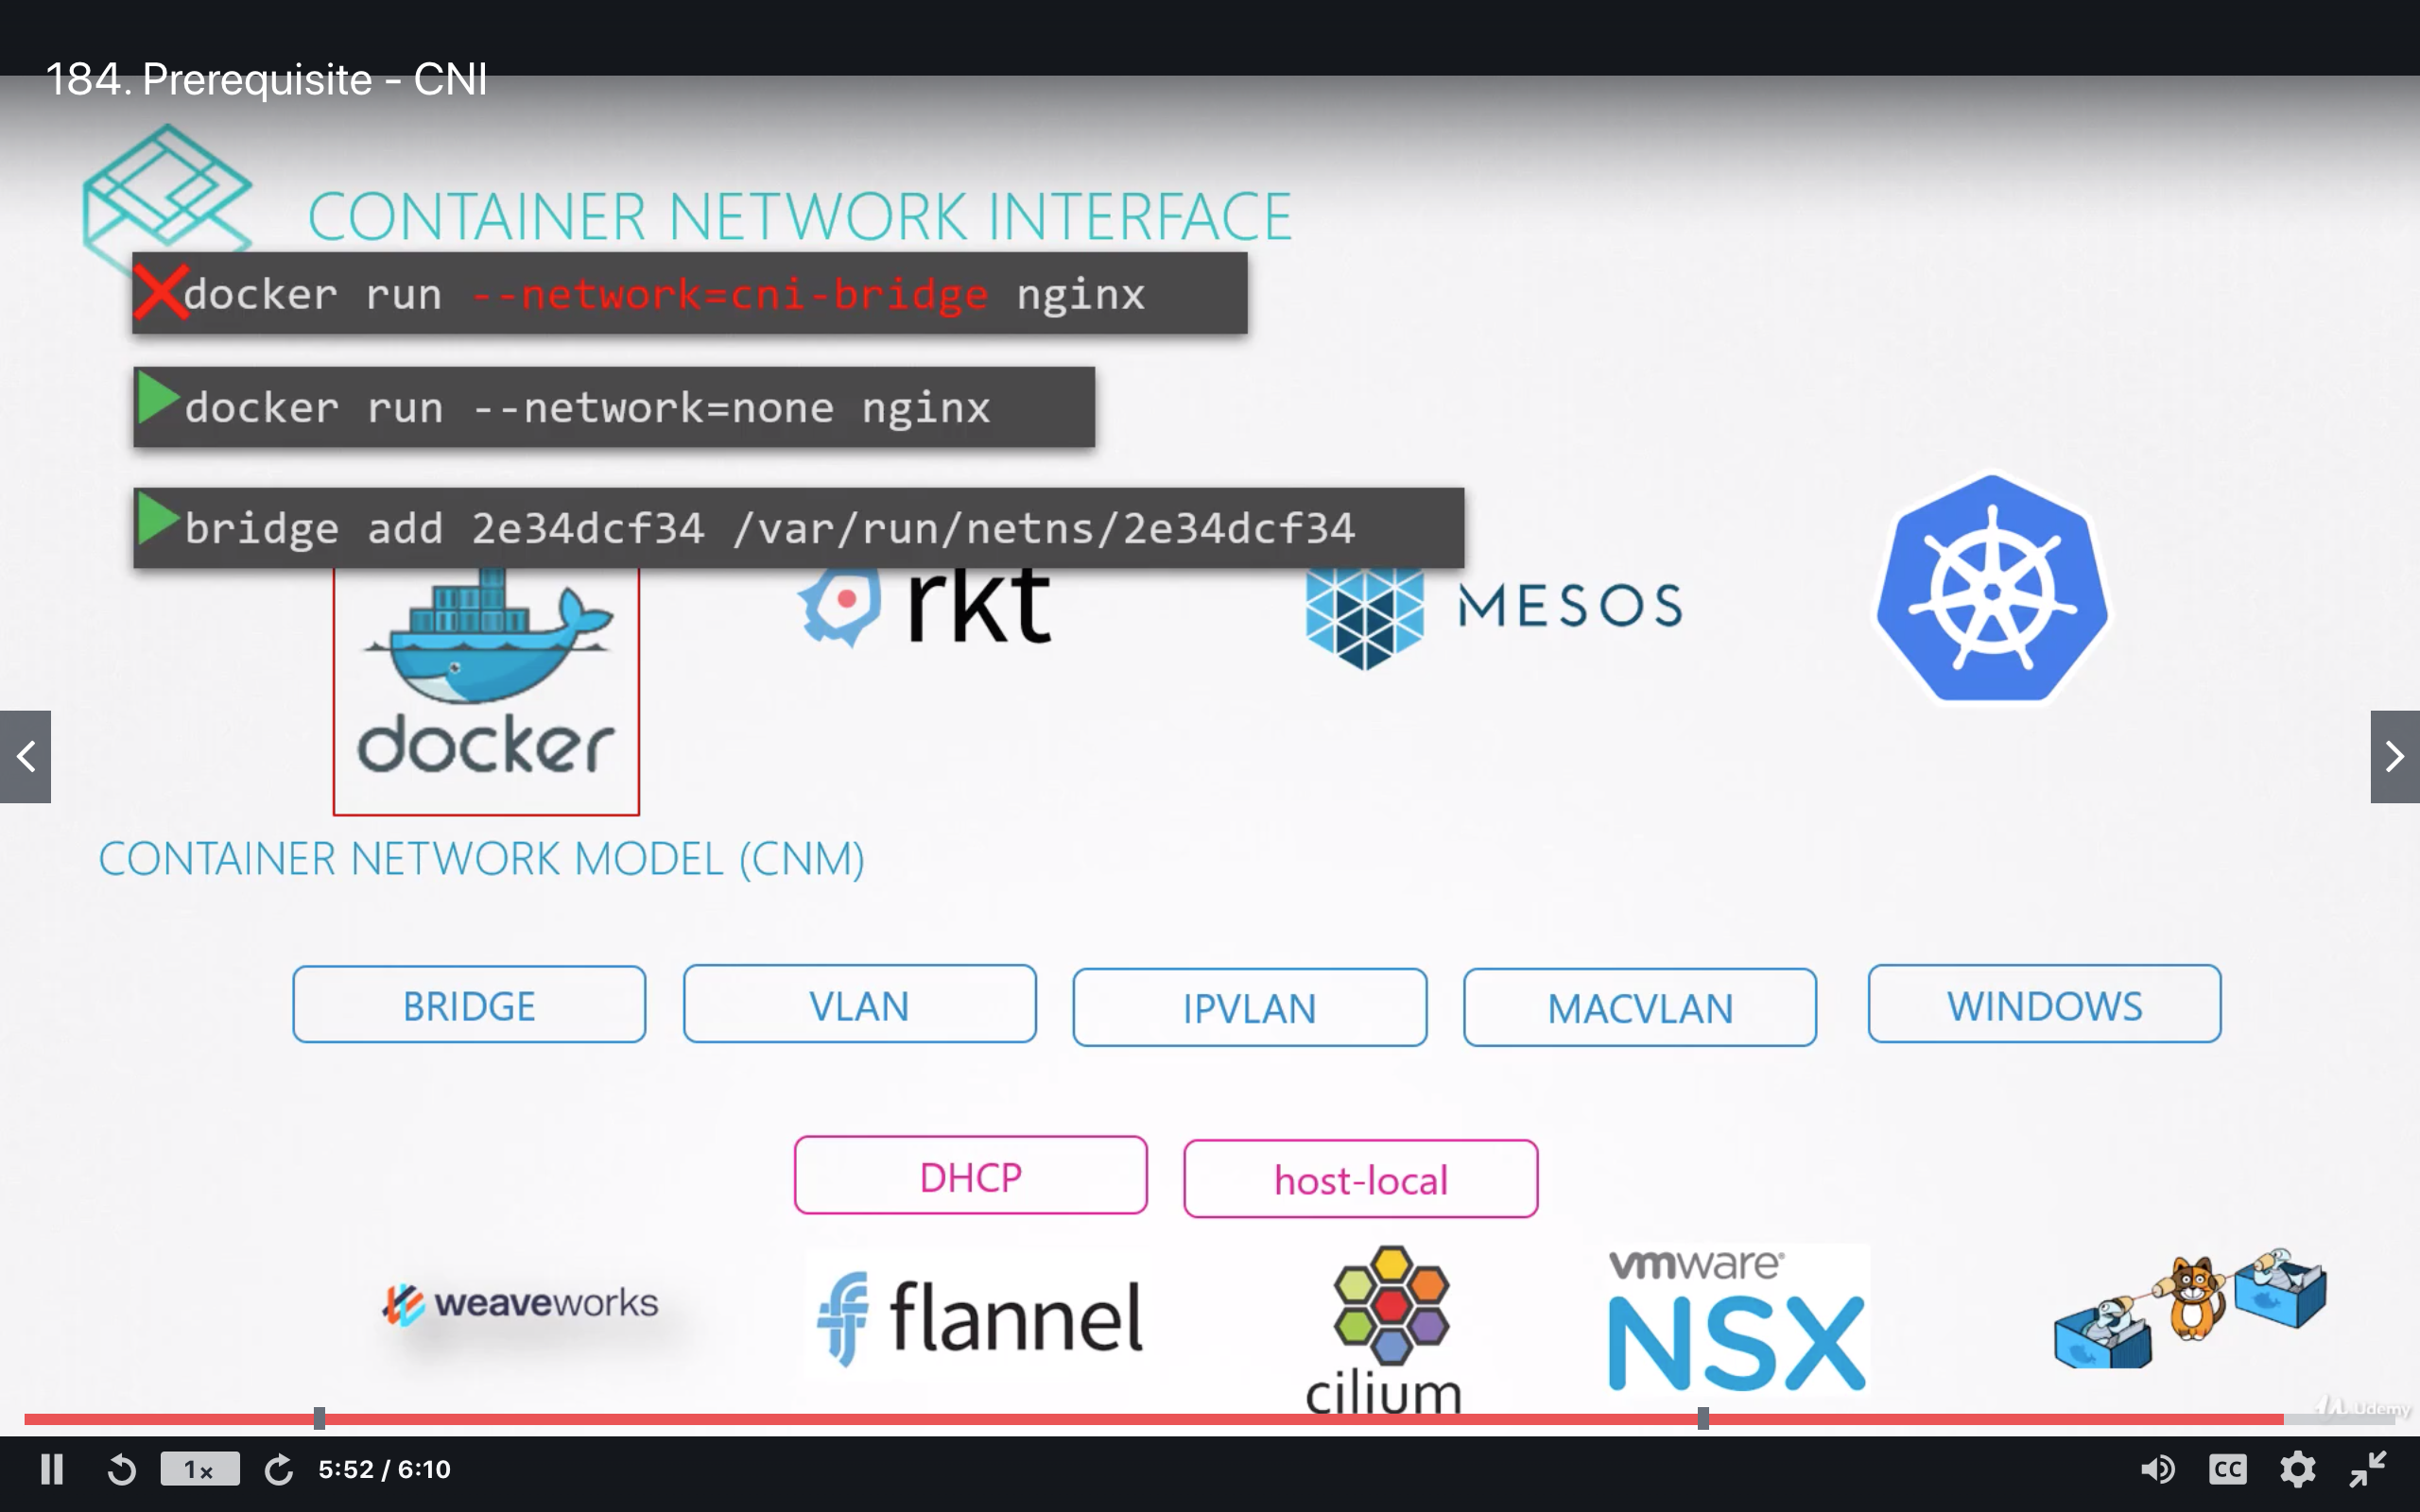 184. Prerequisite - CNI
CONTAINER NETWORK INTERFACE
docker run --network=cni-bridge nginx
docker run --network=none nginx
bridge add 2e34dcf34 /var/run/netns/2e34dcf34
docker
rkt
MESOS
CONTAINER NETWORK MODEL (CNM)
BRIDGE
VLAN
IPVLAN
MACVLAN
WINDOWS
DHCP
host-local
weaveworks
flannel
cilium
vmware®
NSX
Udemy
1x
5:52 / 6:10
CC